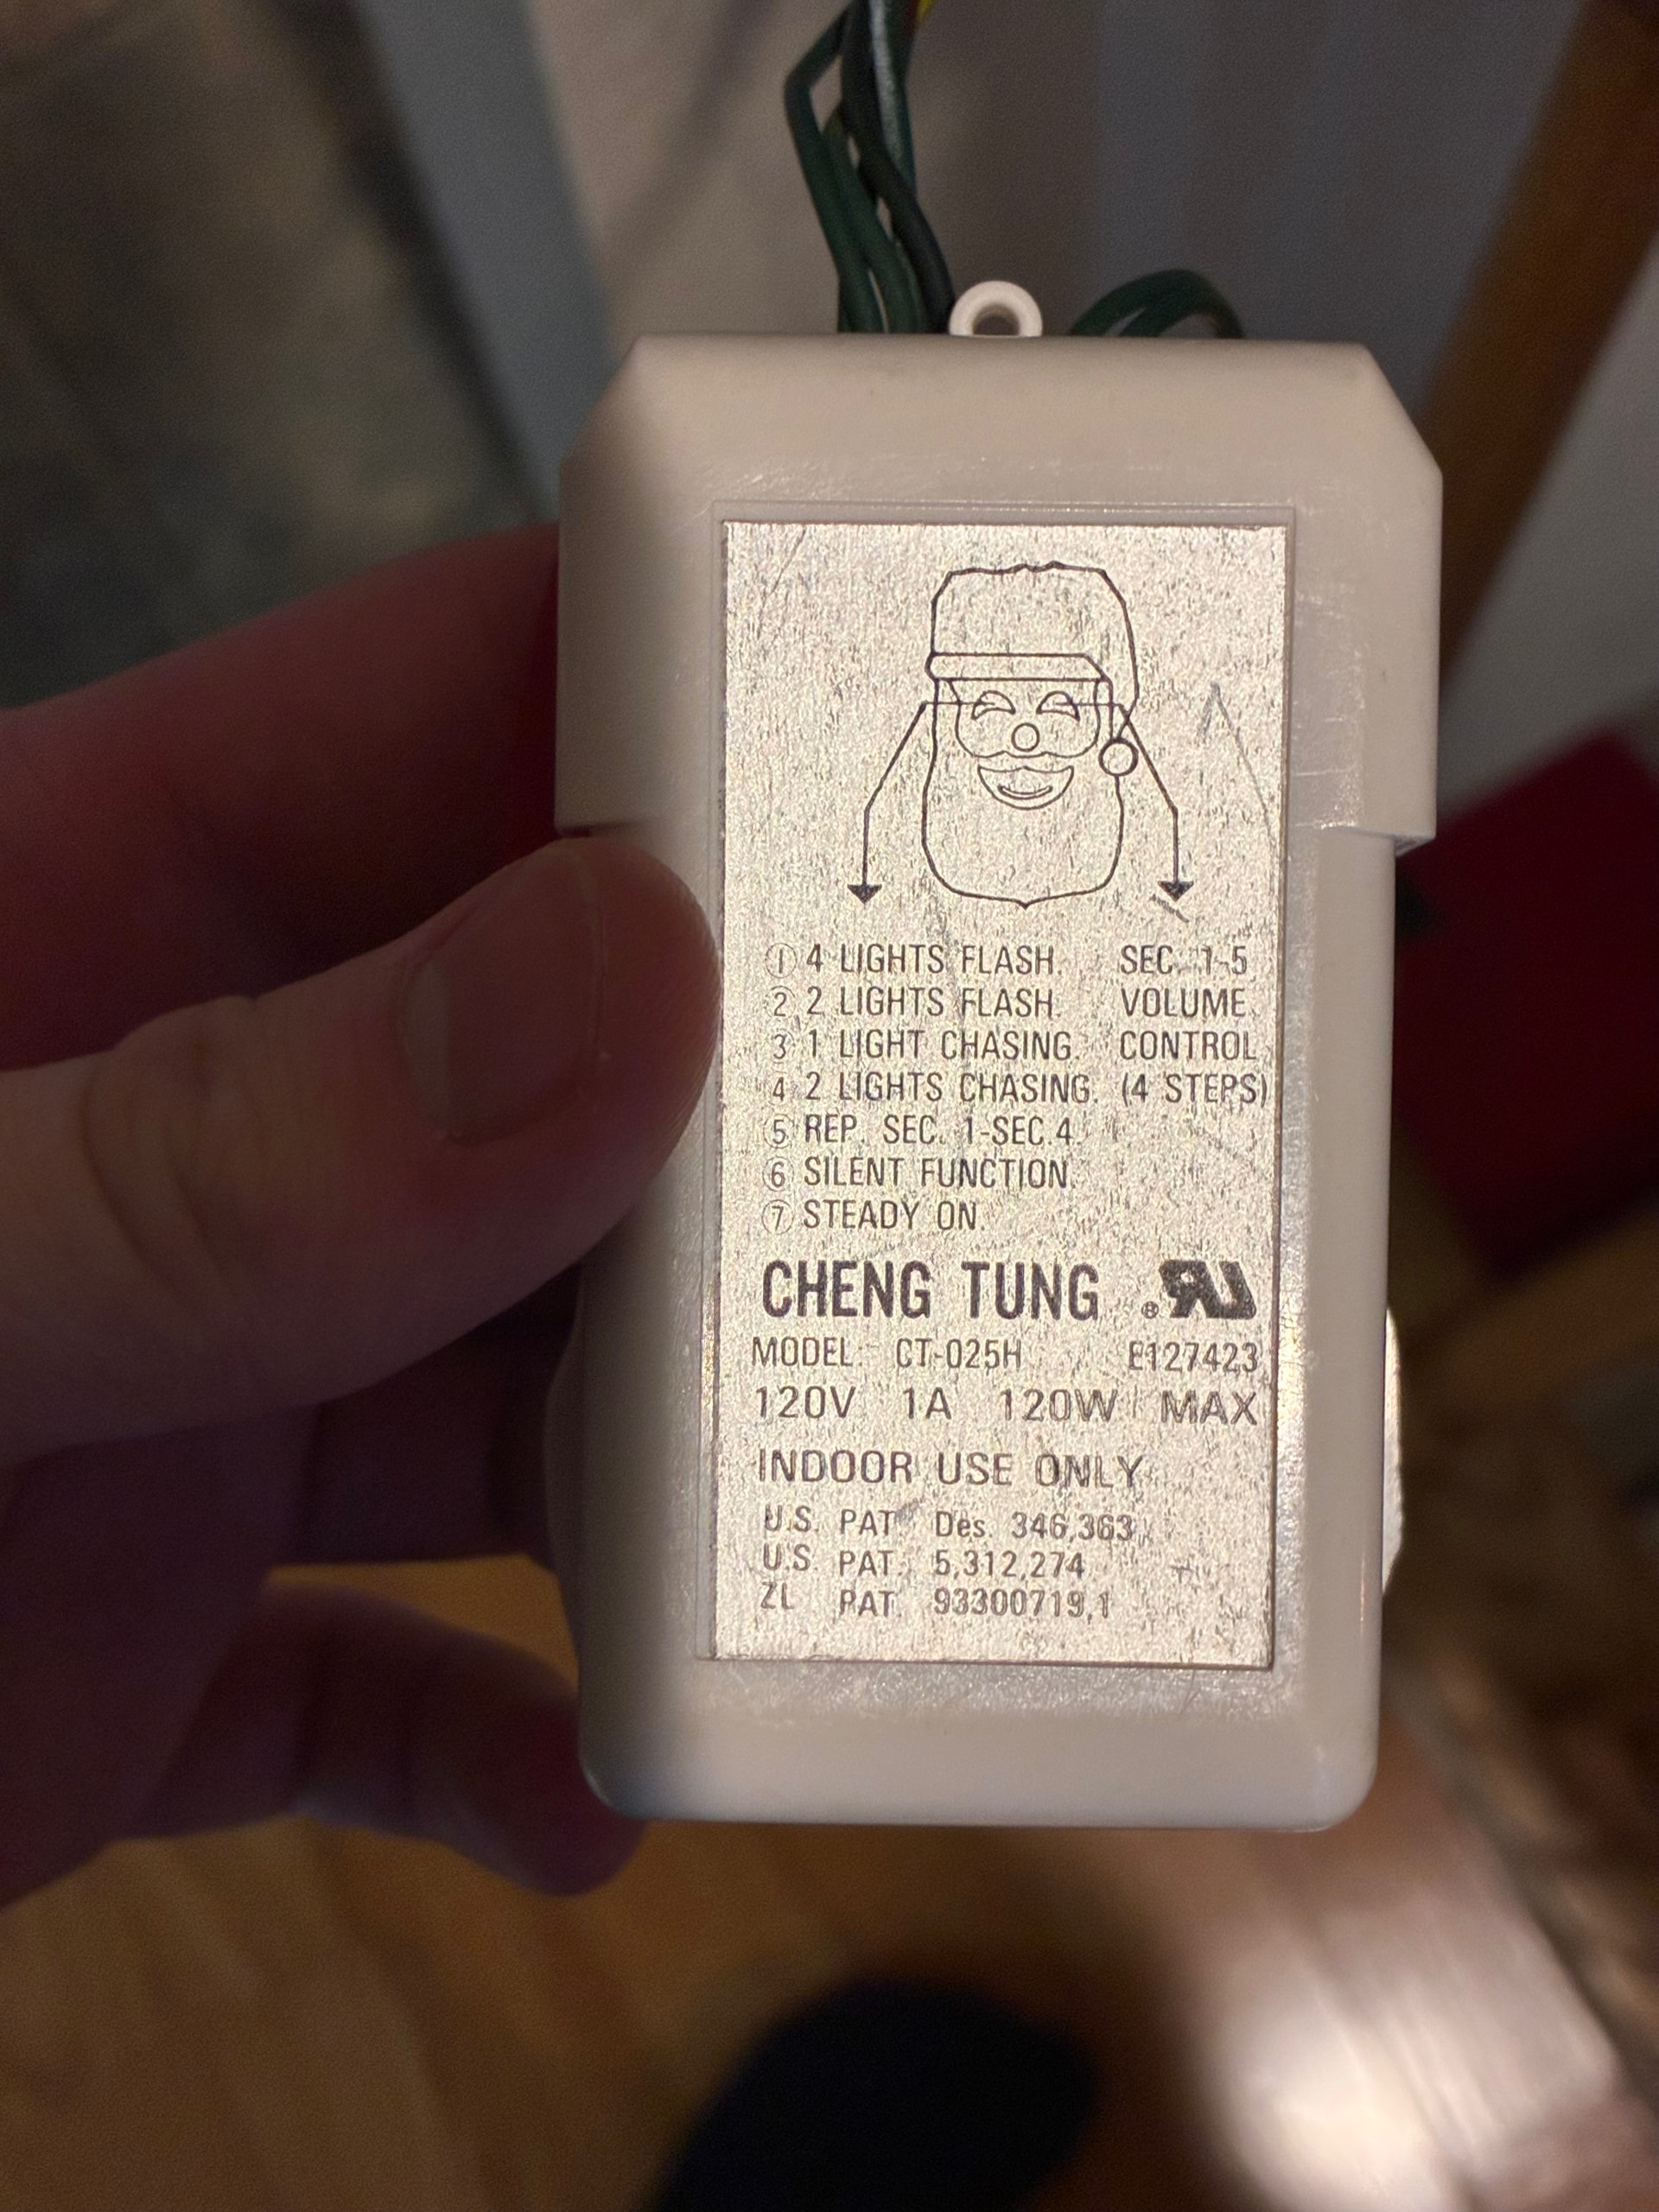 ① 4 LIGHTS FLASH. SEC. 1-5
② 2 LIGHTS FLASH. VOLUME
③ 1 LIGHT CHASING. CONTROL
④ 2 LIGHTS CHASING. (4 STEPS)
⑤ REP. SEC. 1-SEC.4.
⑥ SILENT FUNCTION.
⑦ STEADY ON.
CHENG TUNG ® RU
MODEL: CT-025H E127423
120V 1A 120W MAX
INDOOR USE ONLY
U.S. PAT. Des. 346,363
U.S. PAT. 5,312,274
ZL PAT. 93300719,1